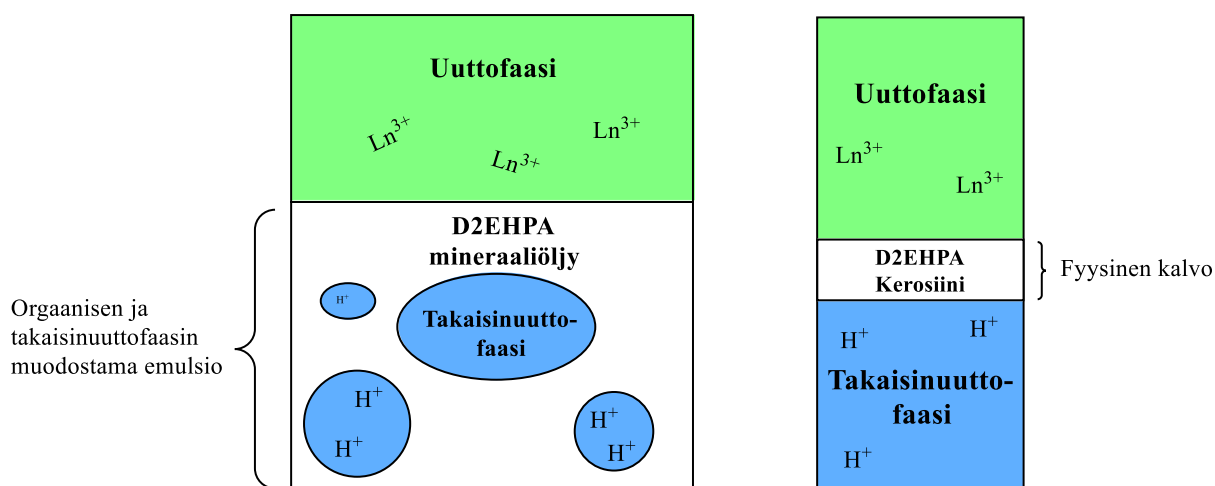 Uuttofaasi
Ln3+
Ln3+
Ln3+
D2EHPA
mineraaliöljy
H+
Takaisinuutto-
faasi
H+
H+
H+
H+
Orgaanisen ja
takaisinuuttofaasin
muodostama emulsio
Uuttofaasi
Ln3+
Ln3+
D2EHPA
Kerosiini
Fyysinen kalvo
H+
H+
Takaisinuutto-
faasi
H+